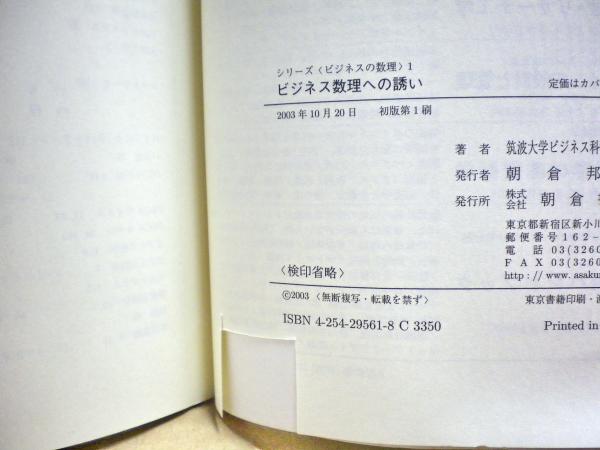 シリーズ〈ビジネスの数理〉1
ビジネス数理への誘い
定価はカバ
2003年10月20日 初版第1刷
著者 筑波大学ビジネス科
発行者 朝倉邦
発行所 株式会社 朝倉
東京都新宿区新小川
郵便番号162-
電話 03(3260
FAX 03(3260
http://www.asaku
〈検印省略〉
©2003〈無断複写・転載を禁ず〉
東京書籍印刷・
ISBN 4-254-29561-8 C 3350
Printed in